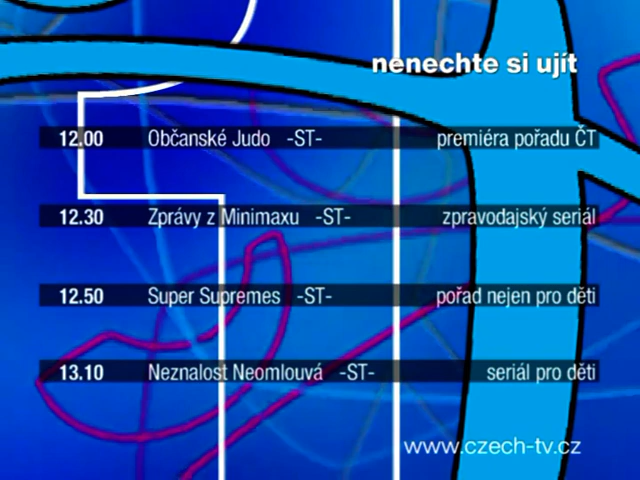 nenechte si ujít
12.00 Občanské Judo -ST- premiéra pořadu ČT
12.30 Zprávy z Minimaxu -ST- zpravodajský seriál
12.50 Super Supremes -ST- pořad nejen pro děti
13.10 Neznalost Neomlouvá -ST- seriál pro děti
www.czech-tv.cz